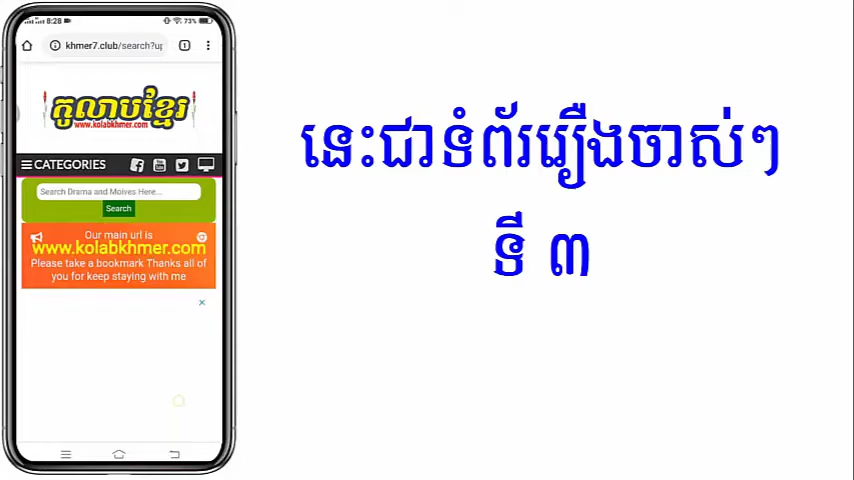 8:28
73%
khmer7.club/search?up
1
កូលាបខ្មែរ
www.kolabkhmer.com
CATEGORIES
Search Drama and Moives Here...
Search
Our main url is
www.kolabkhmer.com
Please take a bookmark Thanks all of
you for keep staying with me
នេះជាទំព័ររឿងចាស់ៗ
ទី ៣